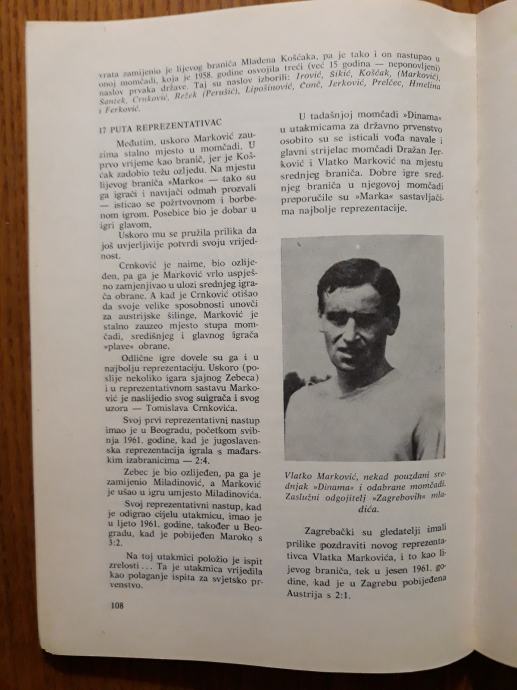 vrata zamijenio je lijevog braniča Mladena Košćaka, pa je tako i on nastupao u
onoj momčadi, koja je 1958. godine osvojila treći (već 15 godina — neponovljeni)
naslov prvaka države. Taj su naslov izborili: Irović, Šikić, Košćak, (Marković),
Šantek, Crnković, Režek (Perušić), Lipošinović, Čonč, Jerković, Prelčec, Hmelina
i Ferković.
17 PUTA REPREZENTATIVAC
Međutim, uskoro Marković zau-
zima stalno mjesto u momčadi. U
prvo vrijeme kao branič, jer je Koš-
ćak zadobio težu ozljedu. Na mjestu
lijevog braniča »Marko« — tako su
ga igrači i navijači odmah prozvali
— isticao se požrtvovnom i borbe-
nom igrom. Posebice bio je dobar u
igri glavom.
Uskoro mu se pružila prilika da
još uvjerljivije potvrdi svoju vrijed-
nost.
Crnković je naime, bio ozlije-
đen, pa ga je Marković vrlo uspješ-
no zamjenjivao u ulozi srednjeg igra-
ča obrane. A kad je Crnković otišao
da svoje velike sposobnosti unovči
za austrijske šilinge, Marković je
stalno zauzeo mjesto stupa mom-
čadi, središnjeg i glavnog igrača
»plave« obrane.
Odlične igre dovele su ga i u
najbolju reprezentaciju. Uskoro (po-
slije nekoliko igara sjajnog Zebeca)
i u reprezentativnom sastavu Marko-
vić je naslijedio svog suigrača i svog
uzora — Tomislava Crnkovića.
Svoj prvi reprezentativni nastup
imao je u Beogradu, početkom svib-
nja 1961. godine, kad je jugoslaven-
ska reprezentacija igrala s mađar-
skim izabranicima — 2:4.
Zebec je bio ozlijeđen, pa ga je
zamijenio Miladinović, a Marković
je ušao u igru umjesto Miladinovića.
Svoj reprezentativni nastup, kad
je odigrao cijelu utakmicu, imao je
u ljeto 1961. godine, također u Beo-
gradu, kad je pobijeđen Maroko s
3:2.
Na toj utakmici položio je ispit
zrelosti... Ta je utakmica vrijedila
kao polaganje ispita za svjetsko pr-
venstvo.
108
U tadašnjoj momčadi »Dinama«
u utakmicama za državno prvenstvo
osobito su se isticali vođa navale i
glavni strijelac momčadi Dražan Jer-
ković i Vlatko Marković na mjestu
srednjeg braniča. Dobre igre sred-
njeg braniča u njegovoj momčadi
preporučile su »Marka« sastavljači-
ma najbolje reprezentacije.
Vlatko Marković, nekad pouzdani sre-
dnjak »Dinama« i odabrane momčadi.
Zaslužni odgojitelj »Zagrebovih« mla-
dića.
Zagrebački su gledatelji imali
prilike pozdraviti novog reprezenta-
tivca Vlatka Markovića, i to kao li-
jevog braniča, tek u jesen 1961. go-
dine, kad je u Zagrebu pobijeđena
Austrija s 2:1.